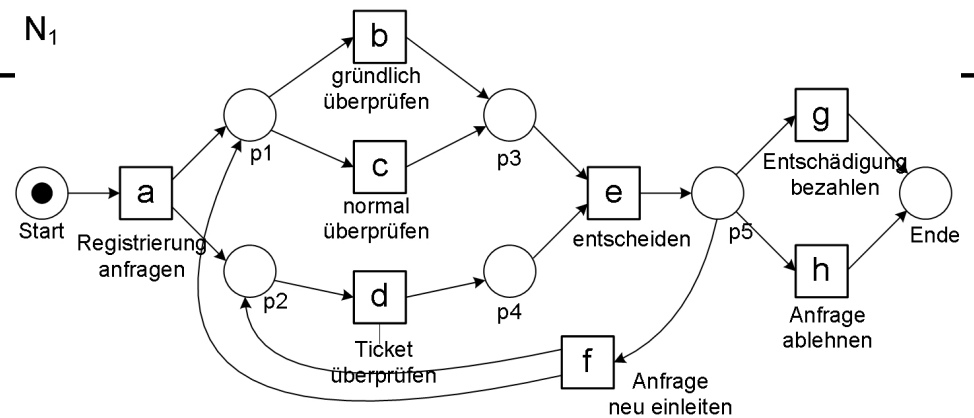 N1
b
gründlich
überprüfen
p1
c
normal
überprüfen
p3
Start
a
Registrierung
anfragen
p2
d
Ticket
überprüfen
p4
e
entscheiden
p5
f
Anfrage
neu einleiten
g
Entschädigung
bezahlen
h
Anfrage
ablehnen
Ende